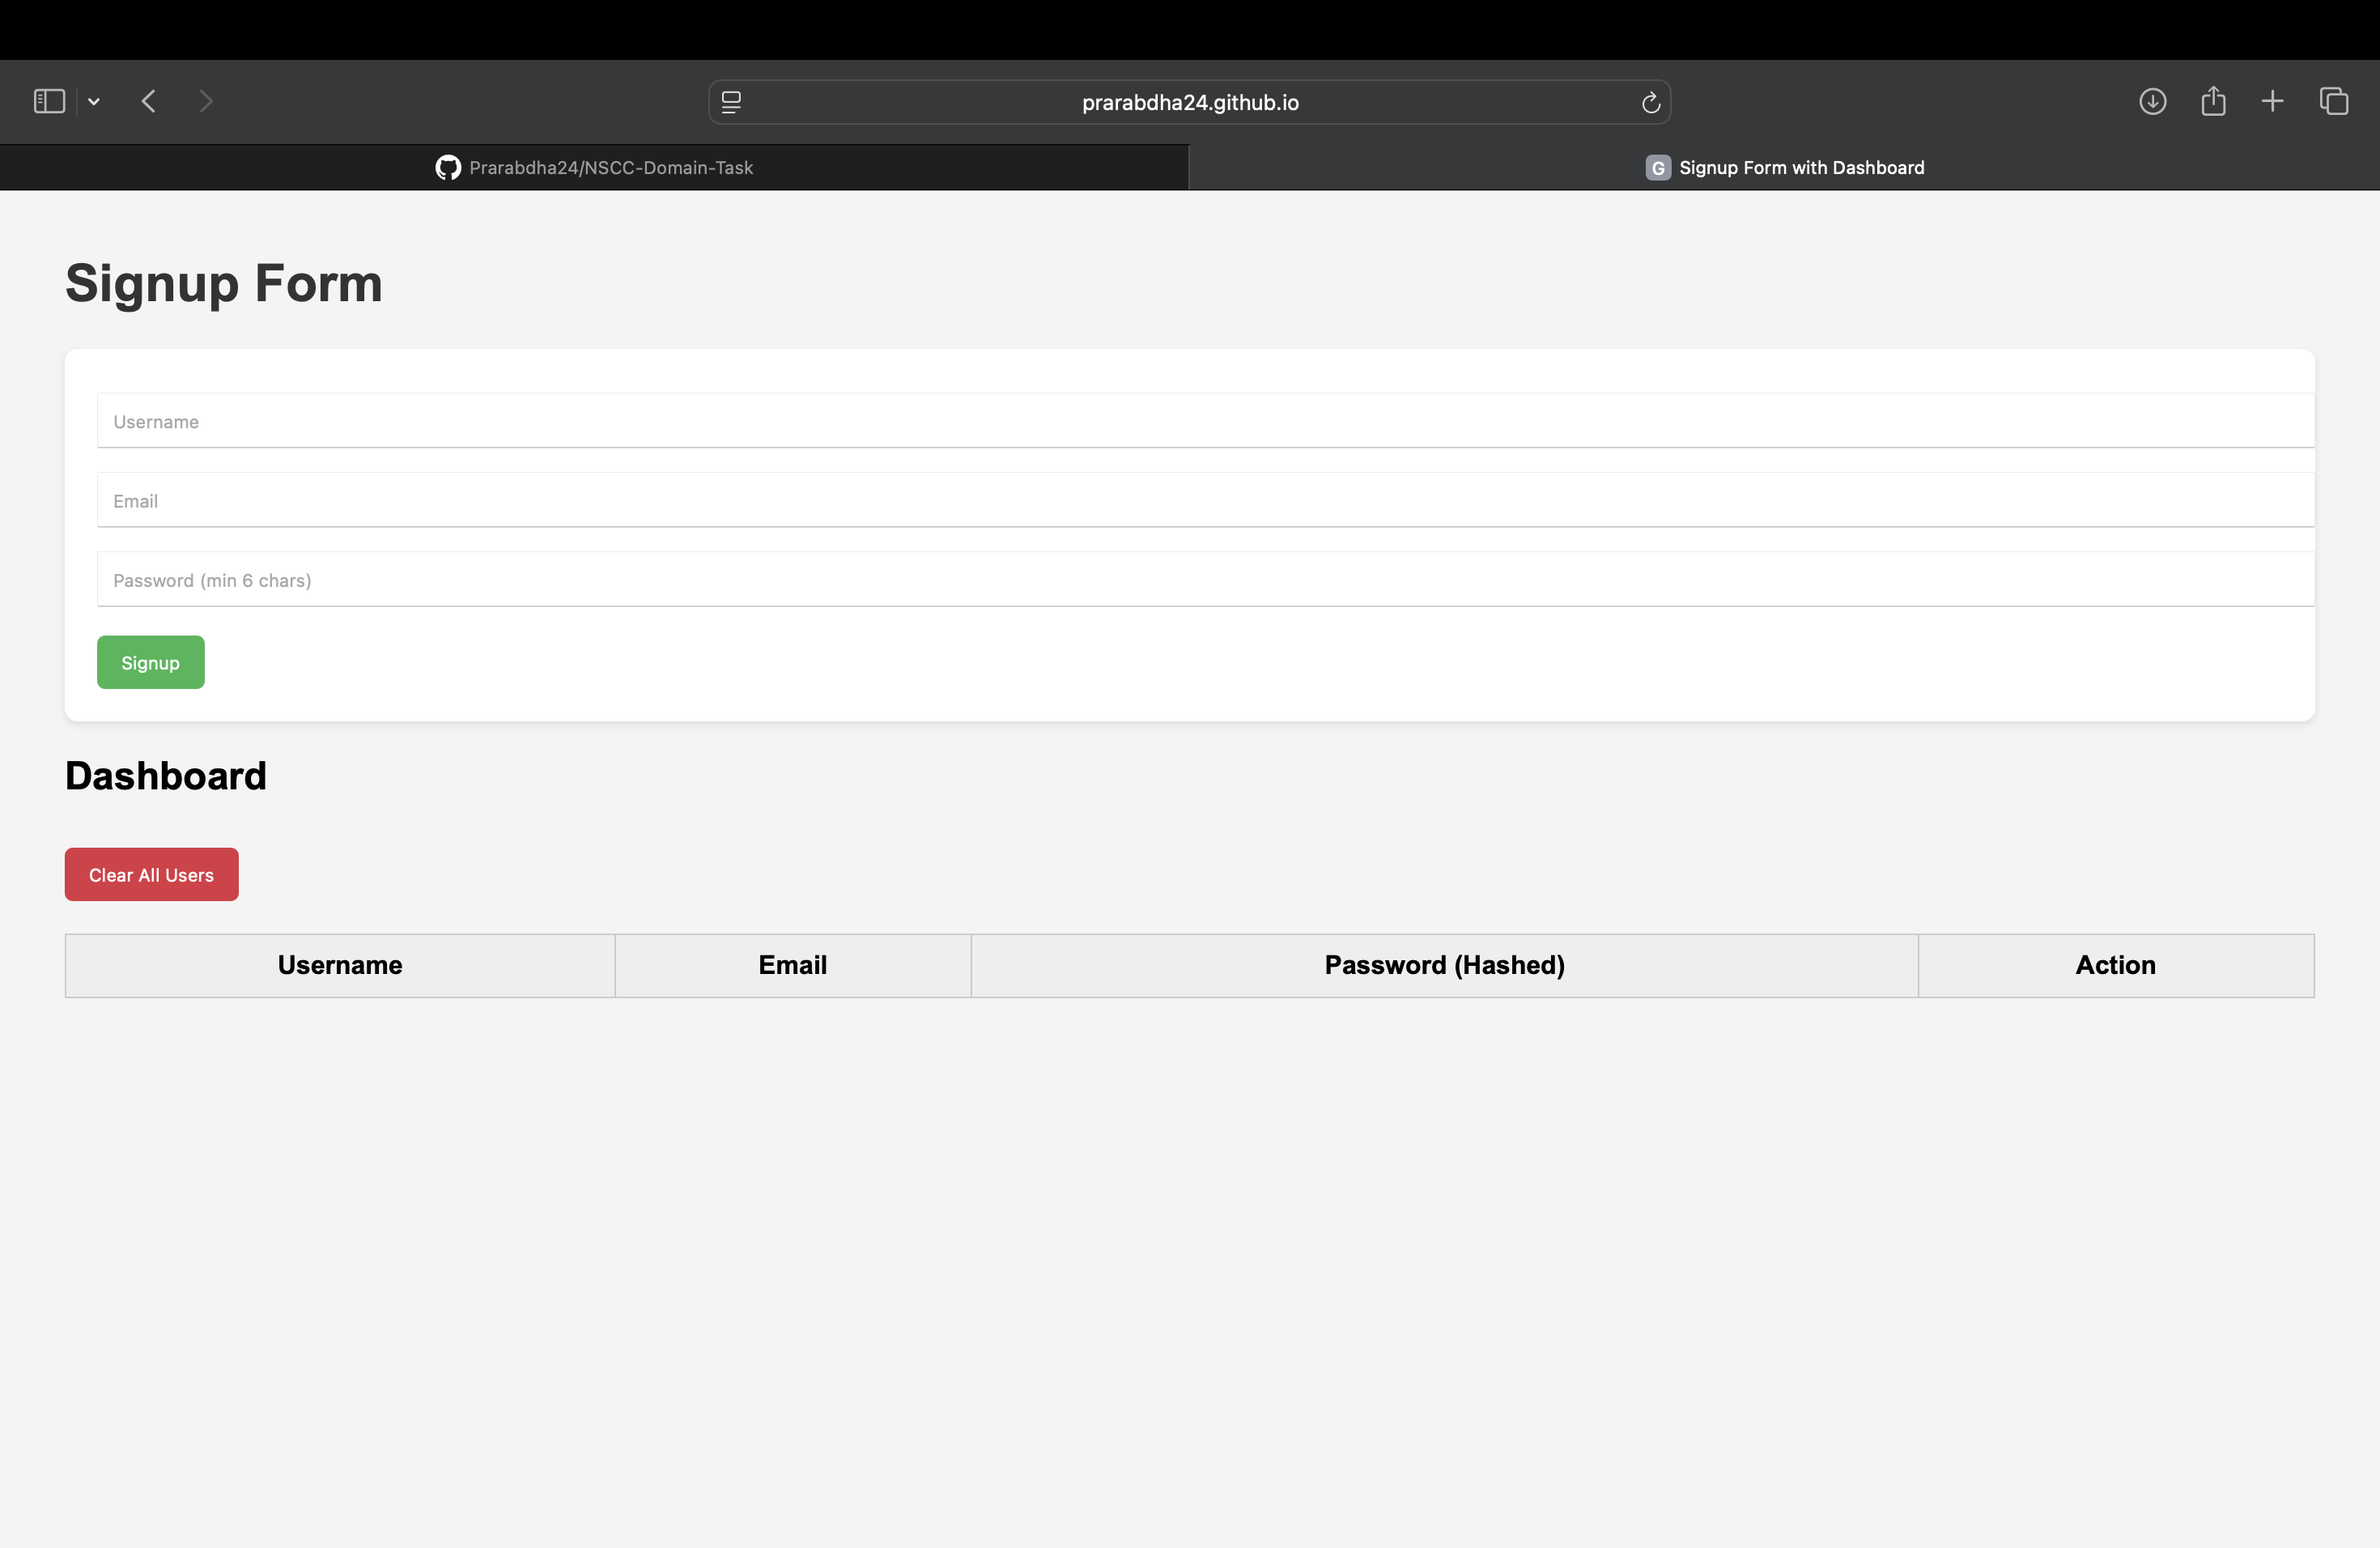 prarabdha24.github.io
Prarabdha24/NSCC-Domain-Task
G Signup Form with Dashboard
Signup Form
Username
Email
Password (min 6 chars)
Signup
Dashboard
Clear All Users
Username Email Password (Hashed) Action